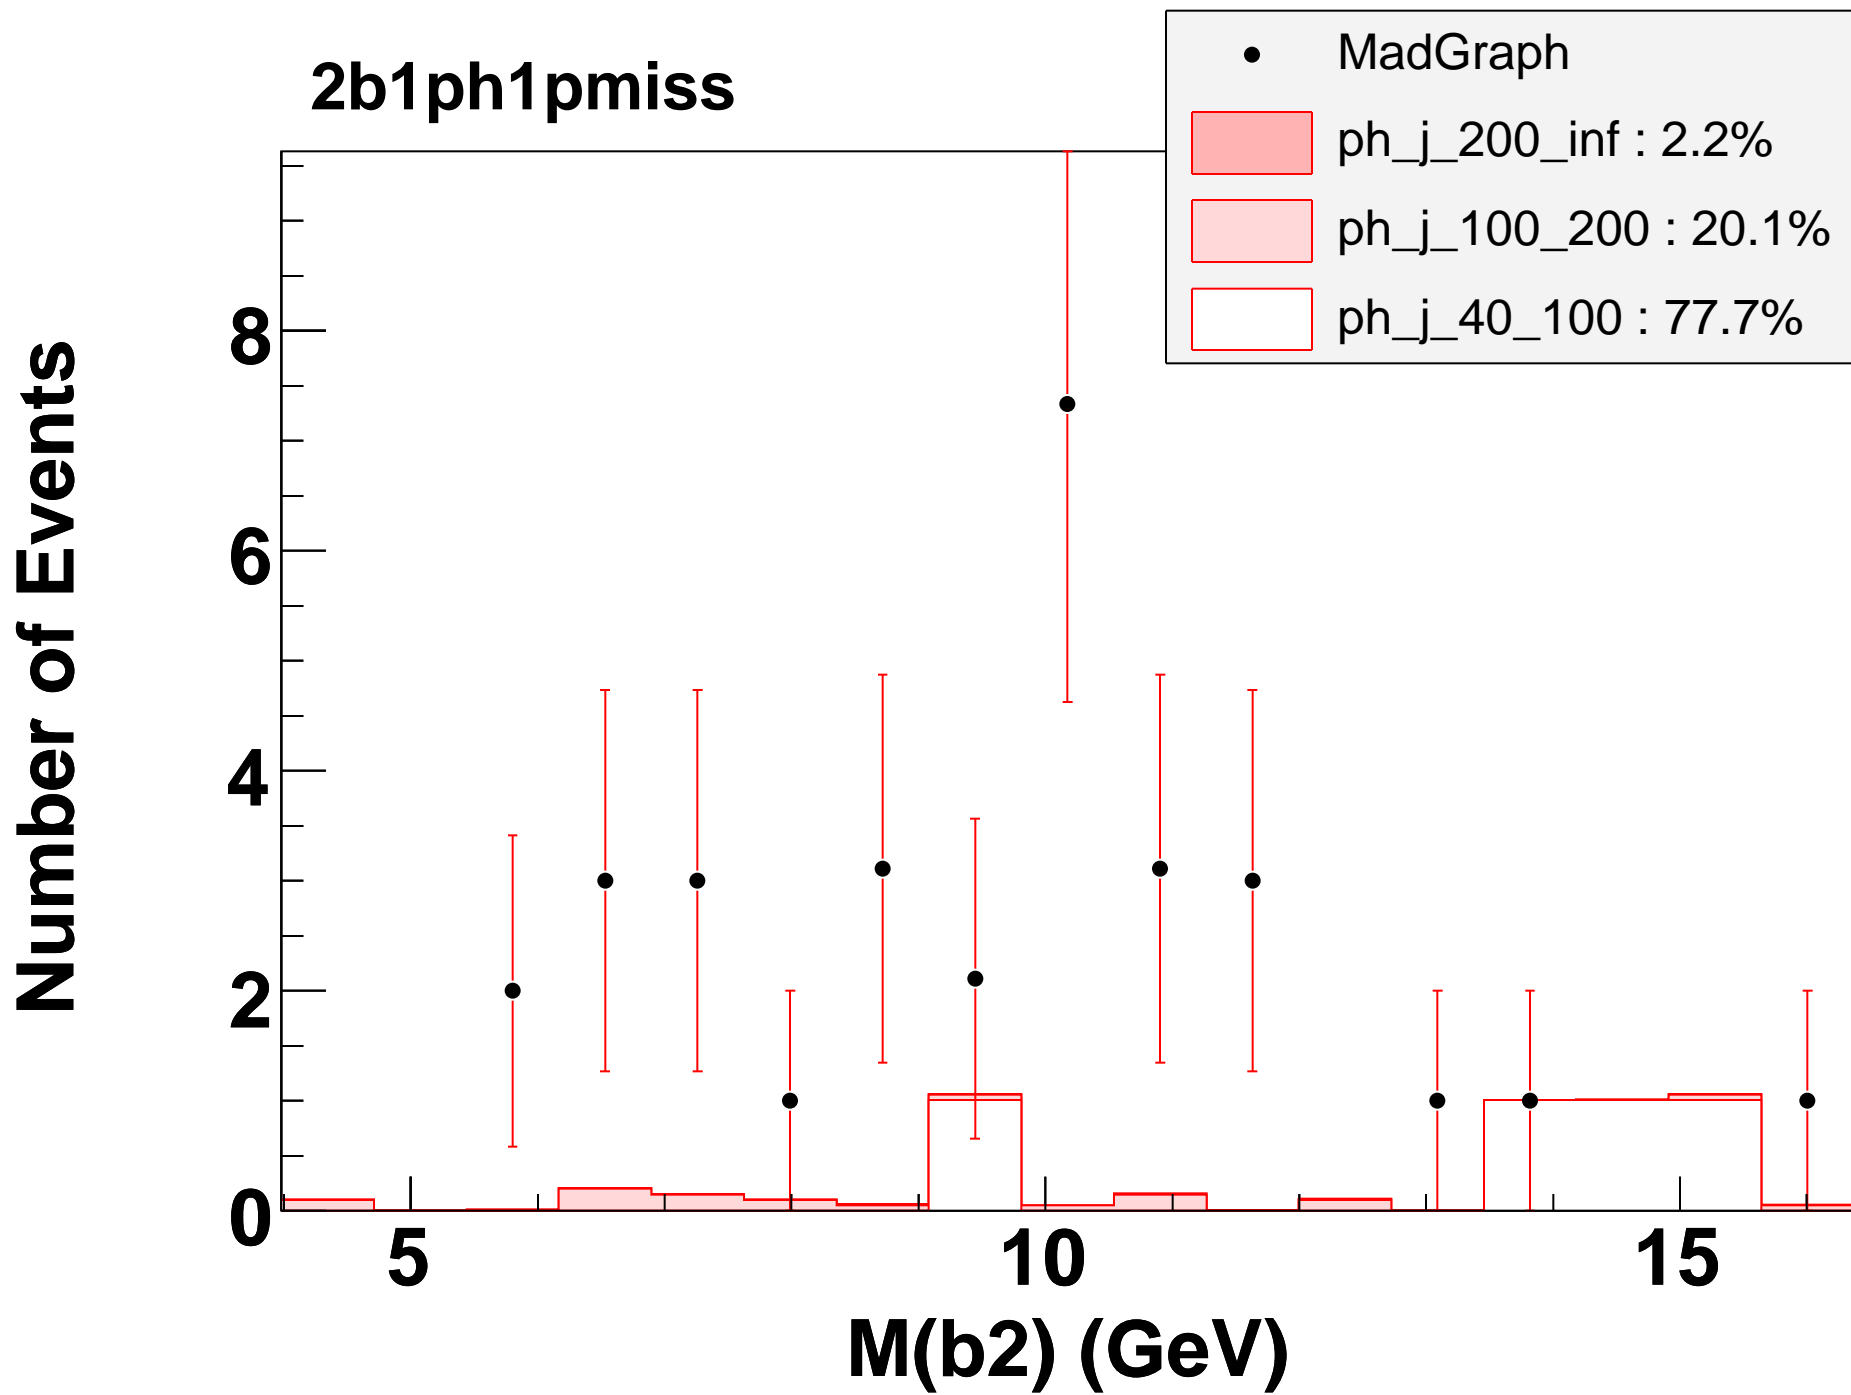 2b1ph1pmiss
MadGraph
ph_j_200_inf : 2.2%
ph_j_100_200 : 20.1%
ph_j_40_100 : 77.7%
Number of Events
8
6
4
2
0
5 10 15
M(b2) (GeV)